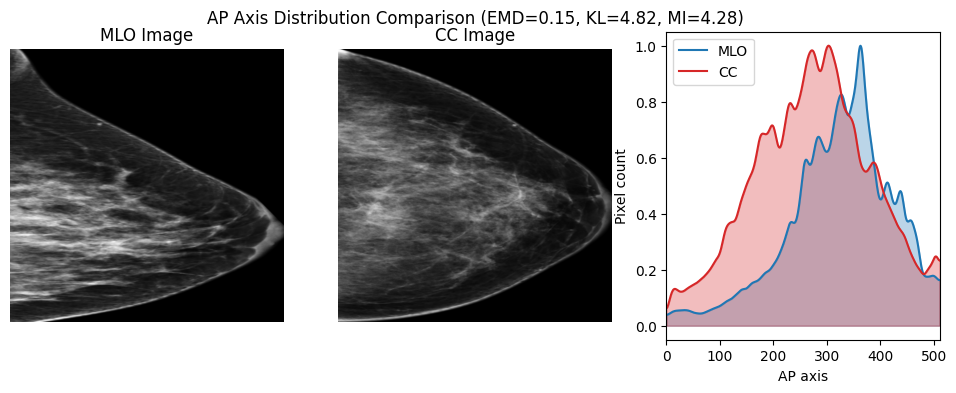 AP Axis Distribution Comparison (EMD=0.15, KL=4.82, MI=4.28)
MLO Image
CC Image
MLO
CC
Pixel count
1.0
0.8
0.6
0.4
0.2
0.0
0 100 200 300 400 500
AP axis